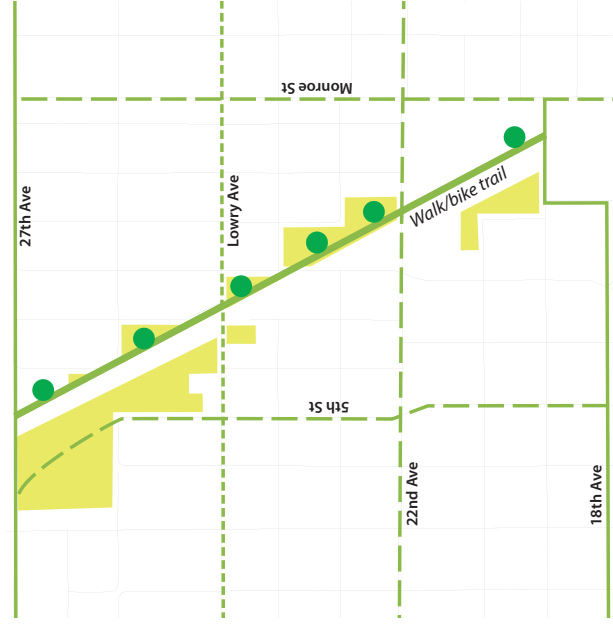 Monroe St
27th Ave
Lowry Ave
Walk/bike trail
5th St
22nd Ave
18th Ave